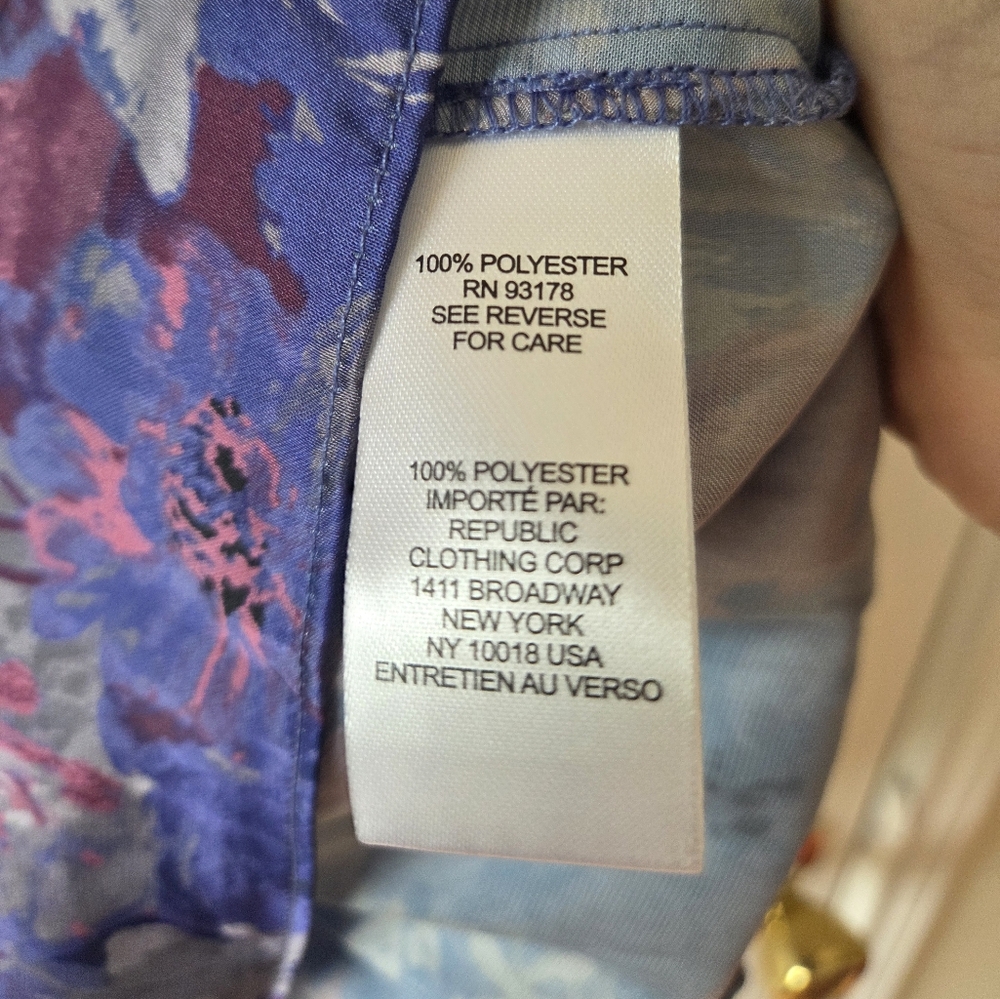 100% POLYESTER
RN 93178
SEE REVERSE
FOR CARE
100% POLYESTER
IMPORTÉ PAR:
REPUBLIC
CLOTHING CORP
1411 BROADWAY
NEW YORK
NY 10018 USA
ENTRETIEN AU VERSO